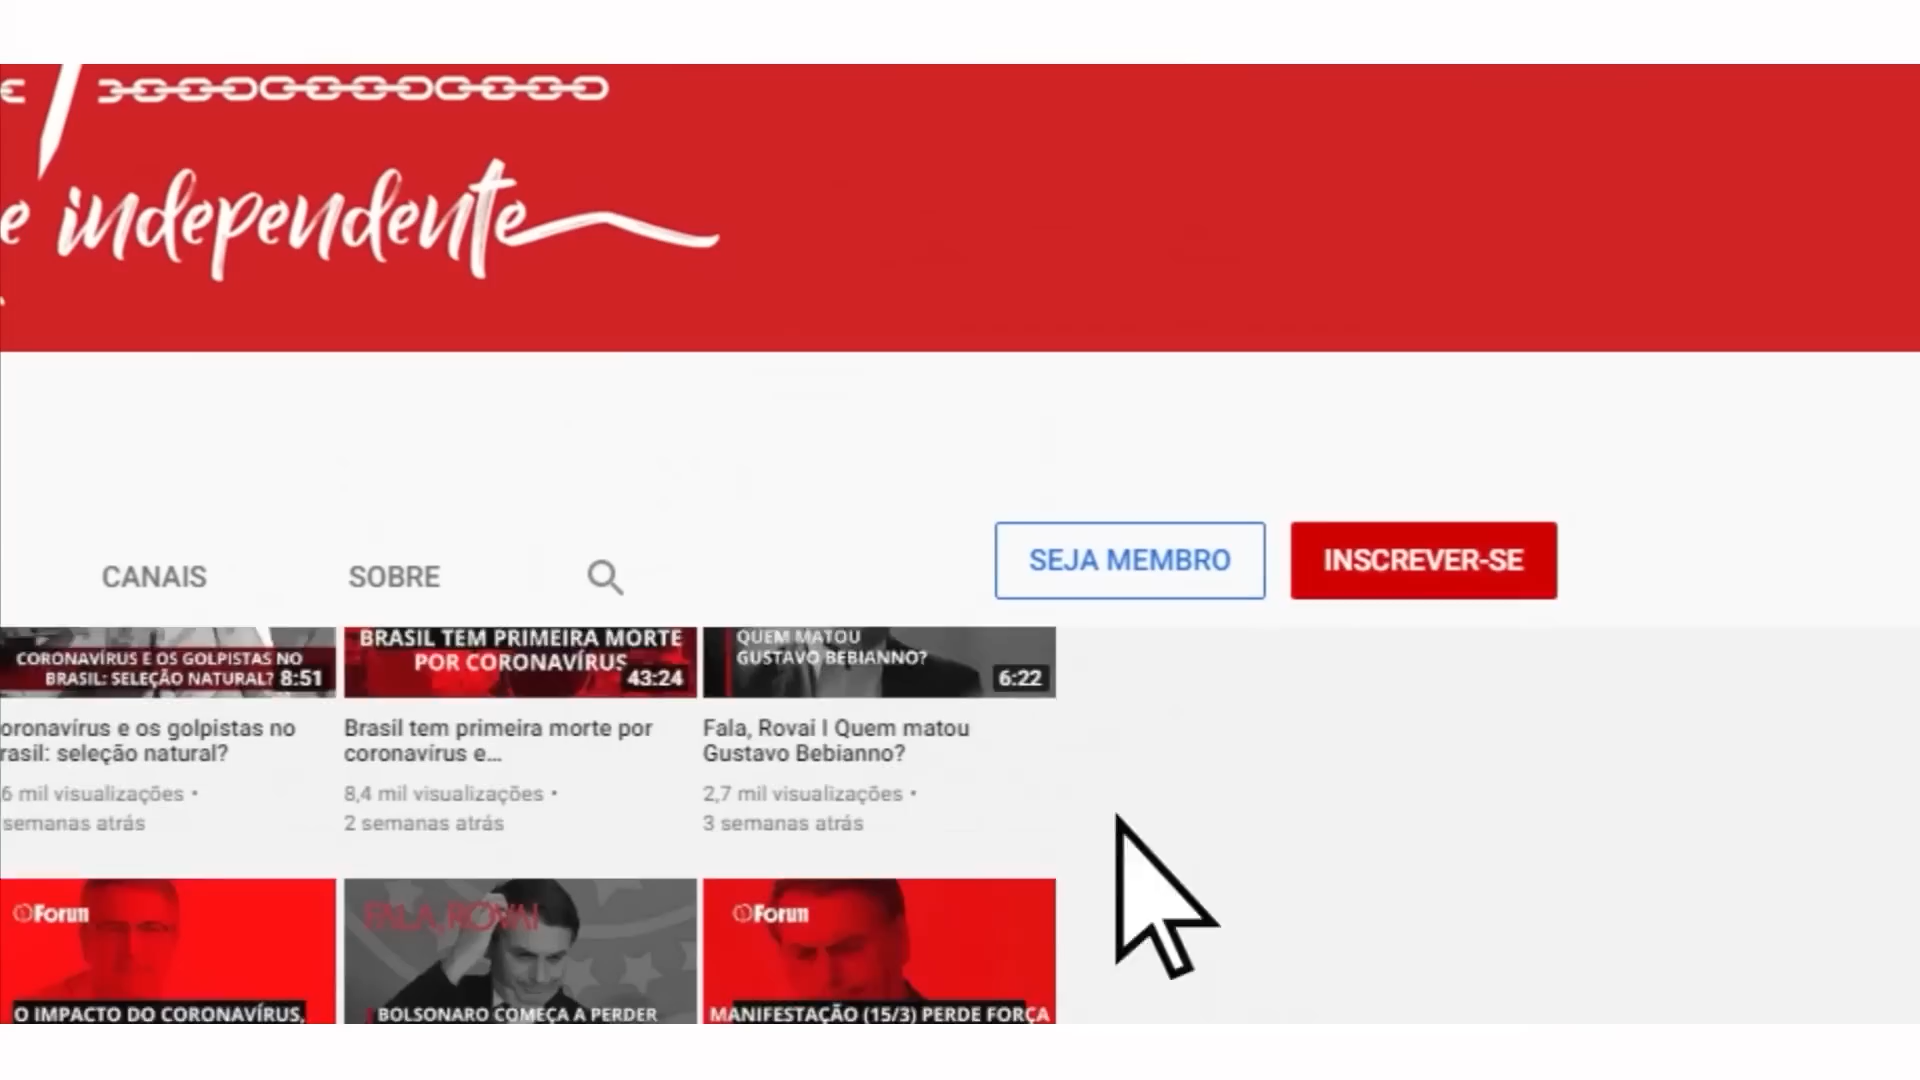 e independente
CANAIS
SOBRE
SEJA MEMBRO
INSCREVER-SE
CORONAVÍRUS E OS GOLPISTAS NO
BRASIL: SELEÇÃO NATURAL?
8:51
BRASIL TEM PRIMEIRA MORTE
POR CORONAVÍRUS
43:24
QUEM MATOU
GUSTAVO BEBIANNO?
6:22
oronavírus e os golpistas no
rasil: seleção natural?
6 mil visualizações •
semanas atrás
Brasil tem primeira morte por
coronavírus e...
8,4 mil visualizações •
2 semanas atrás
Fala, Rovai I Quem matou
Gustavo Bebianno?
2,7 mil visualizações •
3 semanas atrás
Forum
O IMPACTO DO CORONAVÍRUS,
FALA, ROVAI
BOLSONARO COMEÇA A PERDER
Forum
MANIFESTAÇÃO (15/3) PERDE FORÇA